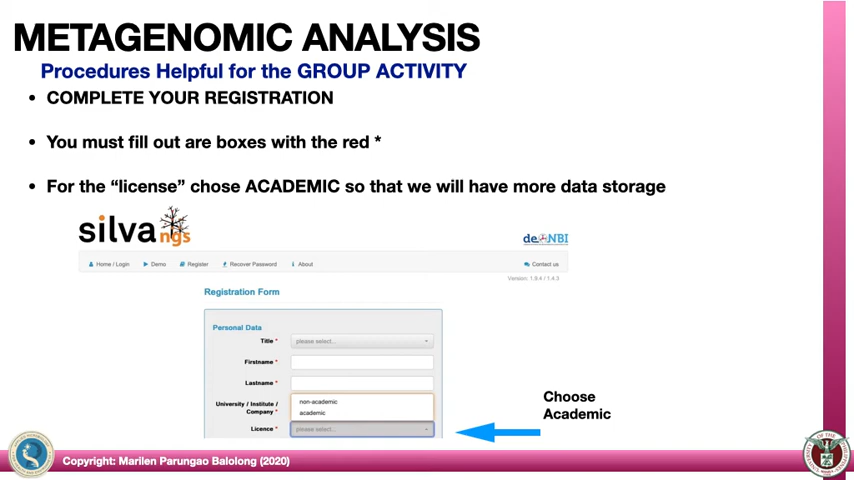 METAGENOMIC ANALYSIS
Procedures Helpful for the GROUP ACTIVITY
• COMPLETE YOUR REGISTRATION
• You must fill out are boxes with the red *
• For the “license” chose ACADEMIC so that we will have more data storage
silva ngs
de NBI
Home / Login Demo Register Recover Password About Contact us
Version: 1.9.4 / 1.4.3
Registration Form
Personal Data
Title * please select...
Firstname *
Lastname *
University / Institute /
Company *
non-academic
academic
Licence * please select...
Choose
Academic
Copyright: Marilen Parungao Balolong (2020)